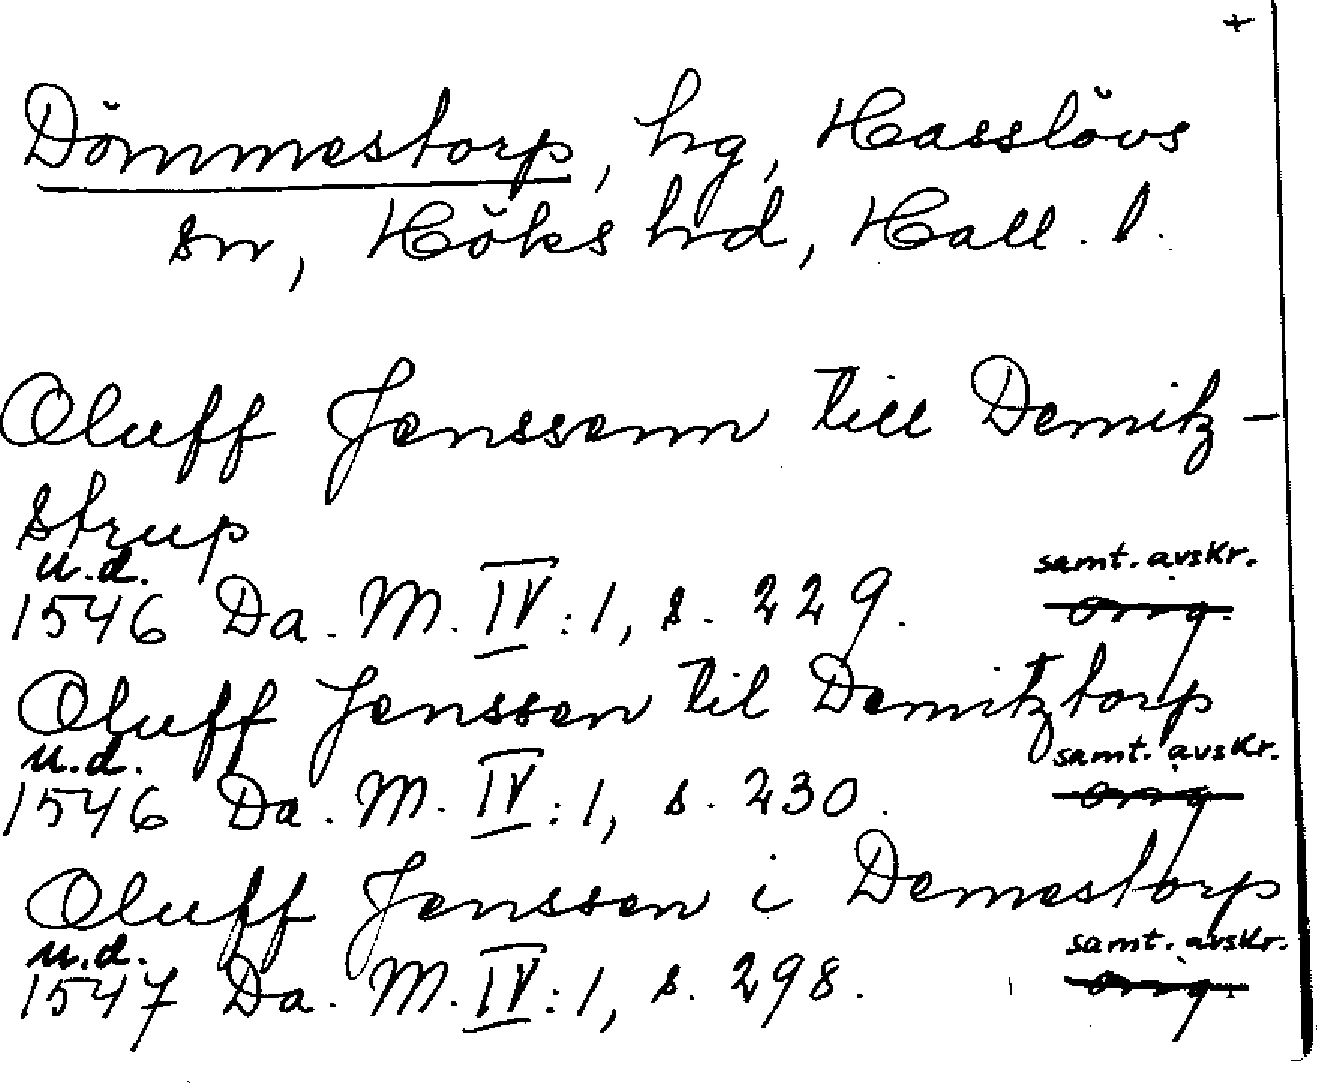 +
Dömmestorp, hg, Hasslövs
sn, Höks hd, Hall. l.
Oluff Jenssenn till Demitz-
strup
u.d. samt. avskr.
1546 Da. M. IV:1, s. 229. orig.
Oluff Jenssen til Demitztorp
u.d. samt. avskr.
1546 Da. M. IV:1, s. 230. orig.
Oluff Jenssen i Demestorp
u.d. samt. avskr.
1547 Da. M. IV:1, s. 298. orig.